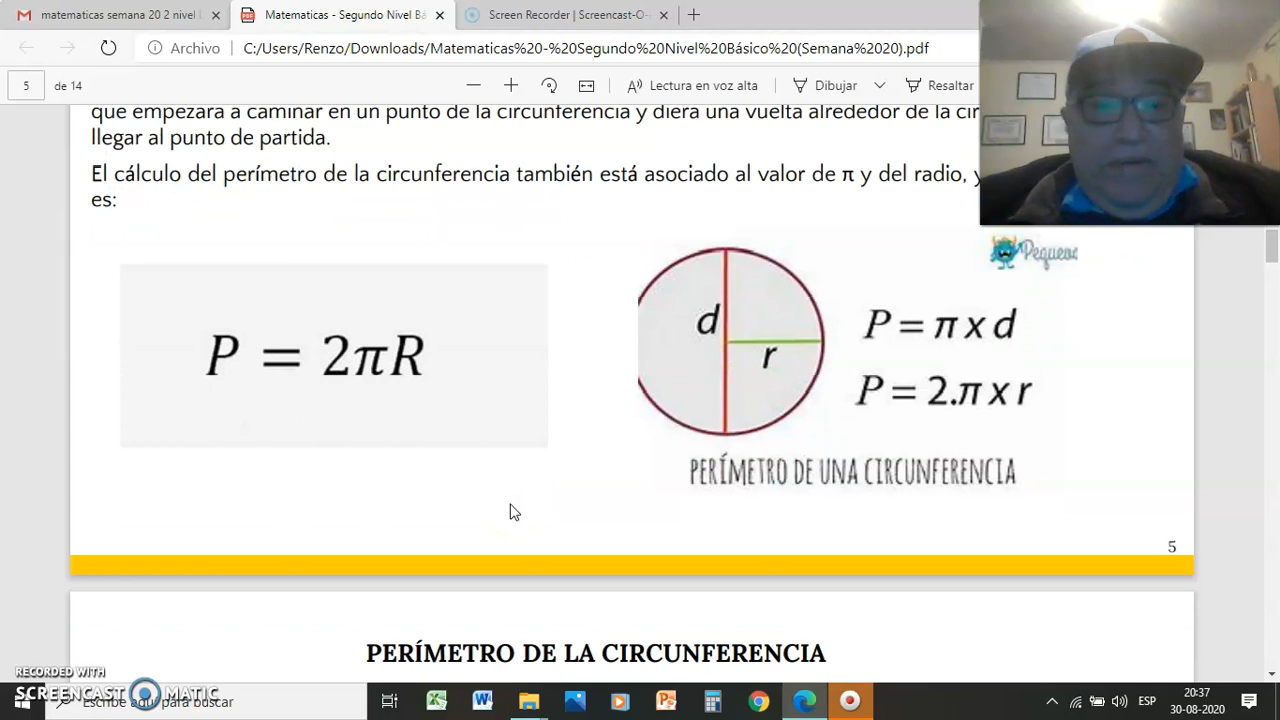 matematicas semana 20 2 nivel
Matematicas - Segundo Nivel Bá
Screen Recorder | Screencast-O-
Archivo
C:/Users/Renzo/Downloads/Matematicas%20-%20Segundo%20Nivel%20Básico%20(Semana%2020).pdf
5 de 14
Lectura en voz alta
Dibujar
Resaltar
que empezara a caminar en un punto de la circunferencia y diera una vuelta alrededor de la cir
llegar al punto de partida.
El cálculo del perímetro de la circunferencia también está asociado al valor de π y del radio, y
es:
Pequeoc
P = 2πR
d
r
P = π x d
P = 2.π x r
PERÍMETRO DE UNA CIRCUNFERENCIA
5
PERÍMETRO DE LA CIRCUNFERENCIA
RECORDED WITH
SCREENCAST MATIC
Escribe aquí para buscar
ESP
20:37
30-08-2020